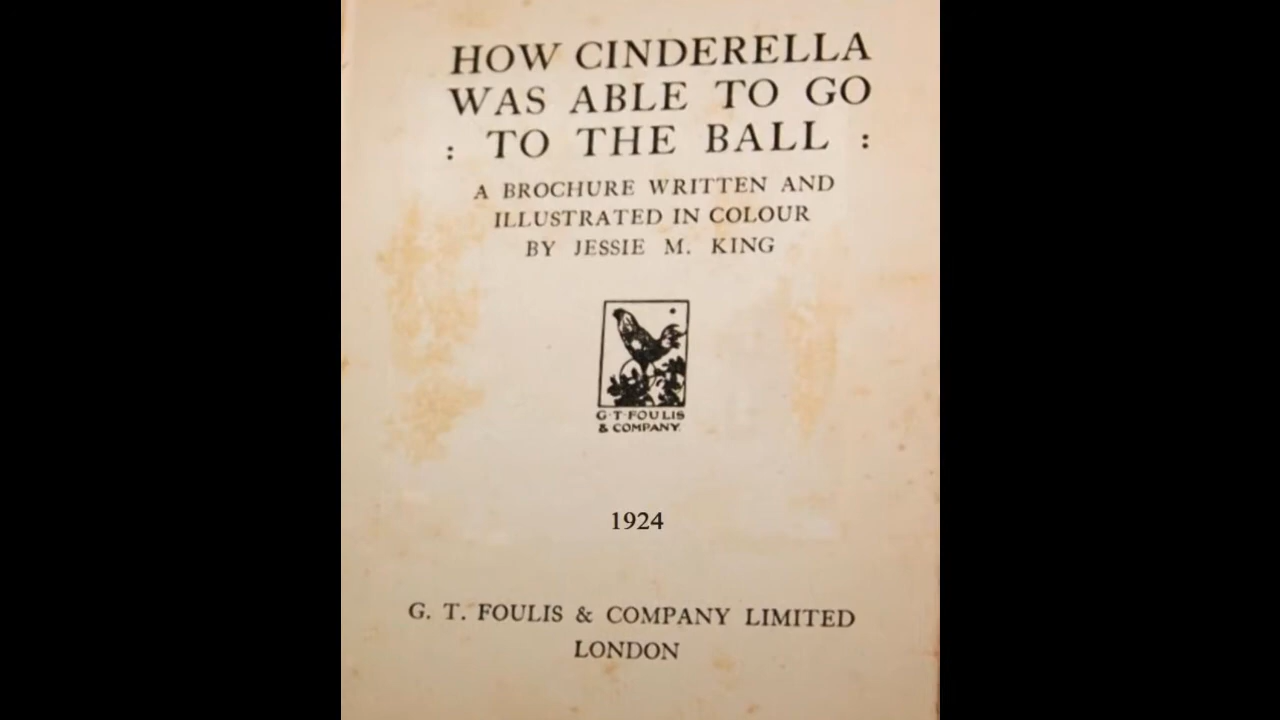 HOW CINDERELLA
WAS ABLE TO GO
: TO THE BALL :
A BROCHURE WRITTEN AND
ILLUSTRATED IN COLOUR
BY JESSIE M. KING
G·T·FOULIS
& COMPANY.
1924
G. T. FOULIS & COMPANY LIMITED
LONDON